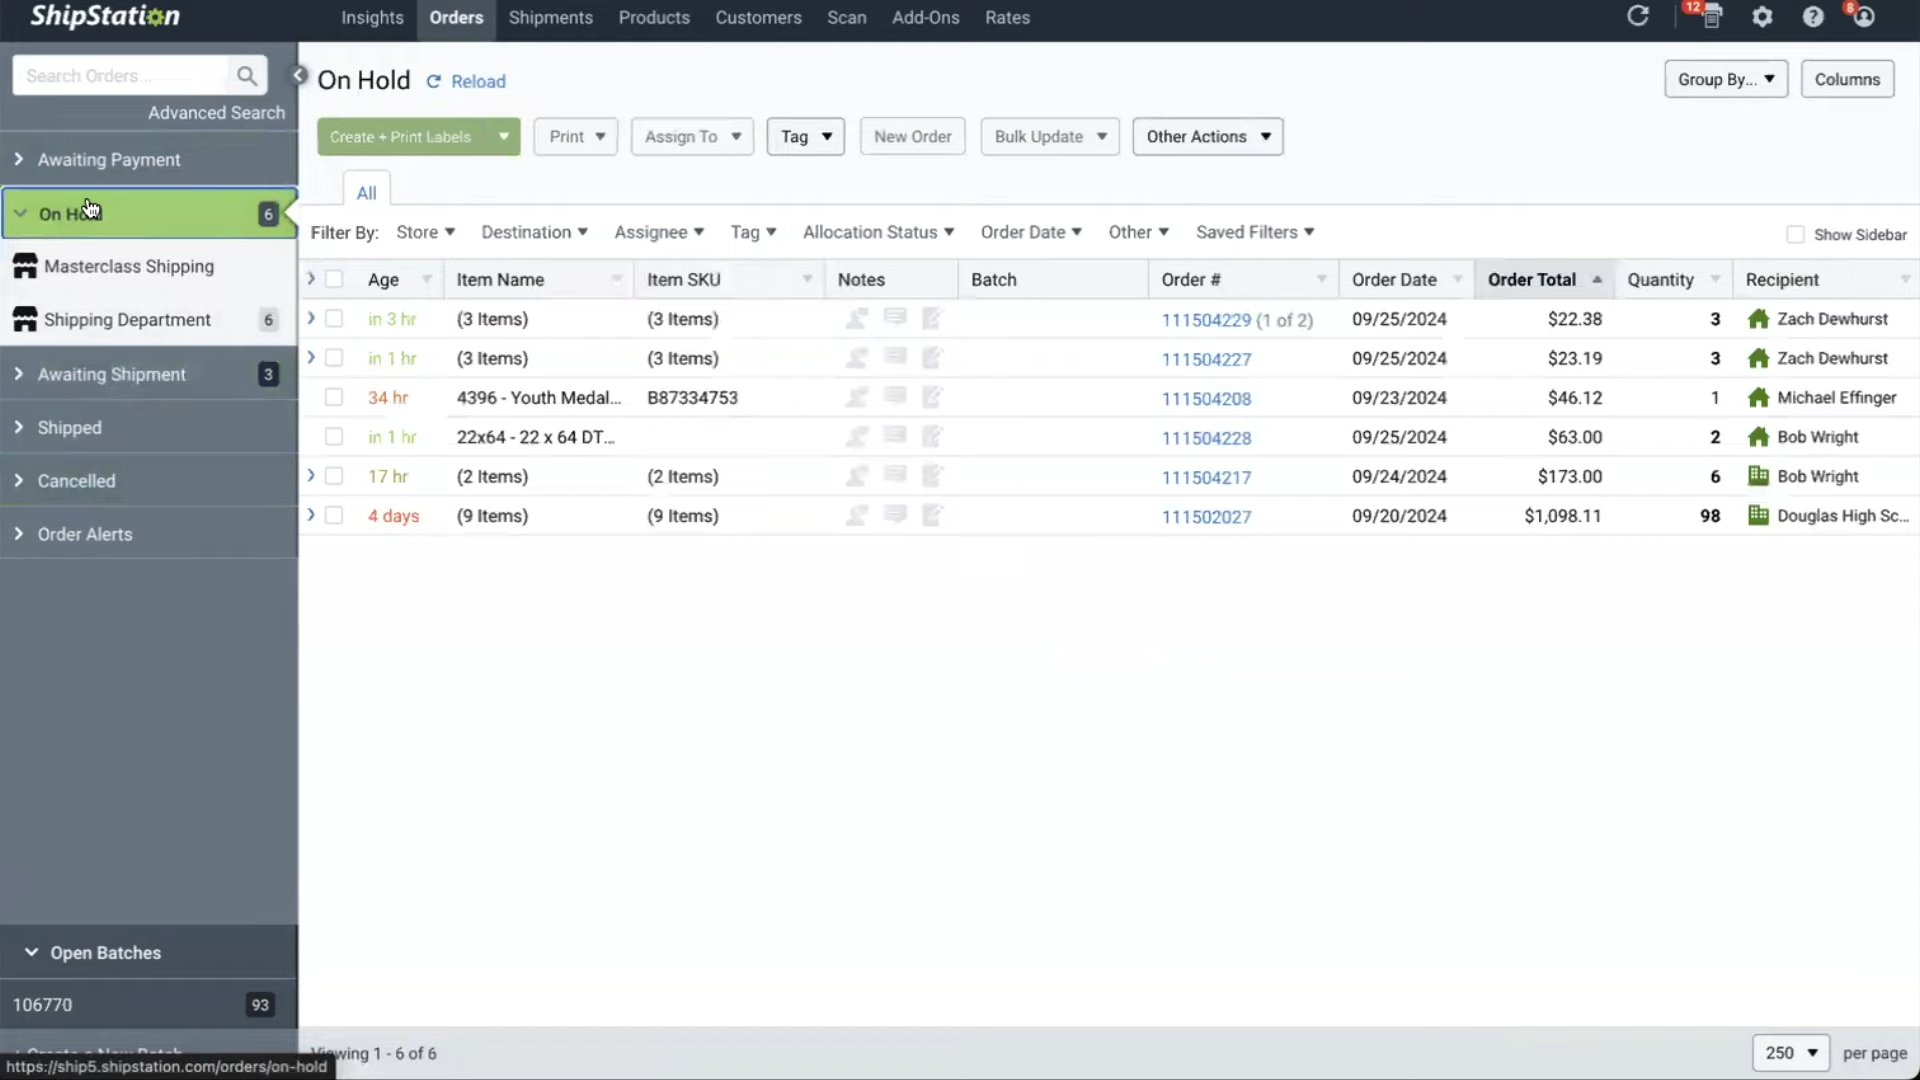 ShipStation
Insights
Orders
Shipments
Products
Customers
Scan
Add-Ons
Rates
12
8
Search Orders...
Advanced Search
Awaiting Payment
On Hold
6
Masterclass Shipping
Shipping Department
6
Awaiting Shipment
3
Shipped
Cancelled
Order Alerts
Open Batches
106770
93
+ Create a New Batch
https://ship5.shipstation.com/orders/on-hold
On Hold
Reload
Group By...
Columns
Create + Print Labels
Print
Assign To
Tag
New Order
Bulk Update
Other Actions
All
Filter By: Store Destination Assignee Tag Allocation Status Order Date Other Saved Filters
Show Sidebar
Age Item Name Item SKU Notes Batch Order # Order Date Order Total Quantity Recipient
in 3 hr (3 Items) (3 Items) 111504229 (1 of 2) 09/25/2024 $22.38 3 Zach Dewhurst
in 1 hr (3 Items) (3 Items) 111504227 09/25/2024 $23.19 3 Zach Dewhurst
34 hr 4396 - Youth Medal... B87334753 111504208 09/23/2024 $46.12 1 Michael Effinger
in 1 hr 22x64 - 22 x 64 DT... 111504228 09/25/2024 $63.00 2 Bob Wright
17 hr (2 Items) (2 Items) 111504217 09/24/2024 $173.00 6 Bob Wright
4 days (9 Items) (9 Items) 111502027 09/20/2024 $1,098.11 98 Douglas High Sc...
Viewing 1 - 6 of 6
250
per page